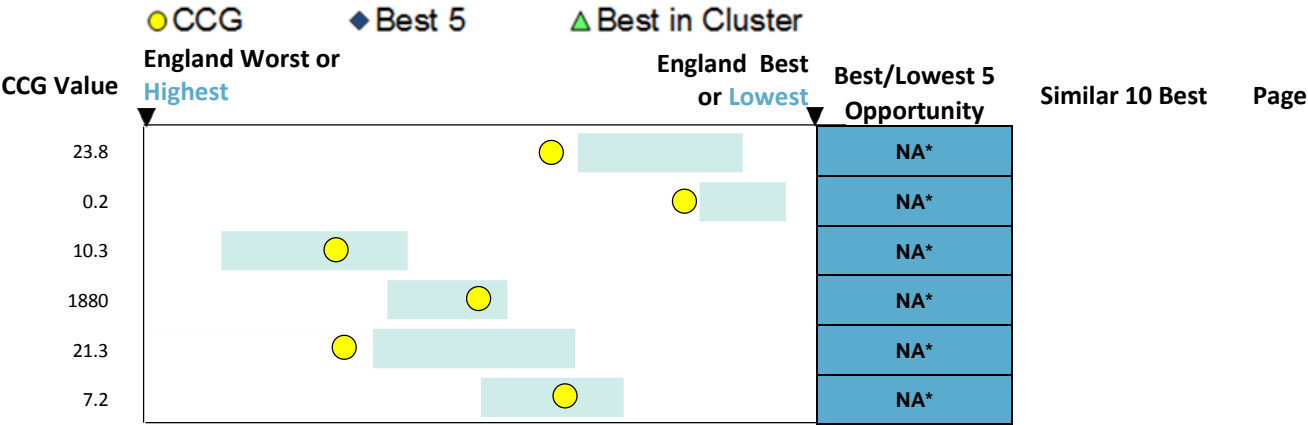 CCG Best 5 Best in Cluster
CCG Value
England Worst or
Highest
England Best
or Lowest
Best/Lowest 5
Opportunity
Similar 10 Best
Page
23.8 NA*
0.2 NA*
10.3 NA*
1880 NA*
21.3 NA*
7.2 NA*